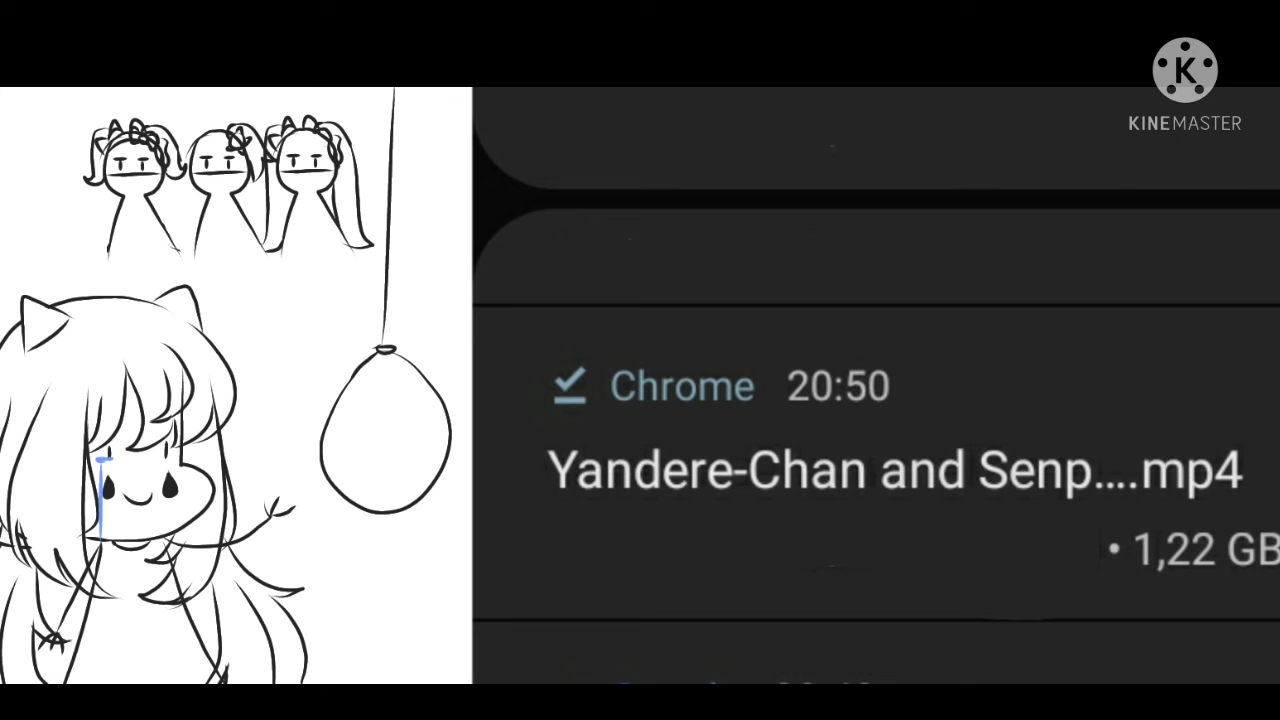 KINEMASTER
Chrome 20:50
Yandere-Chan and Senp….mp4
• 1,22 GB